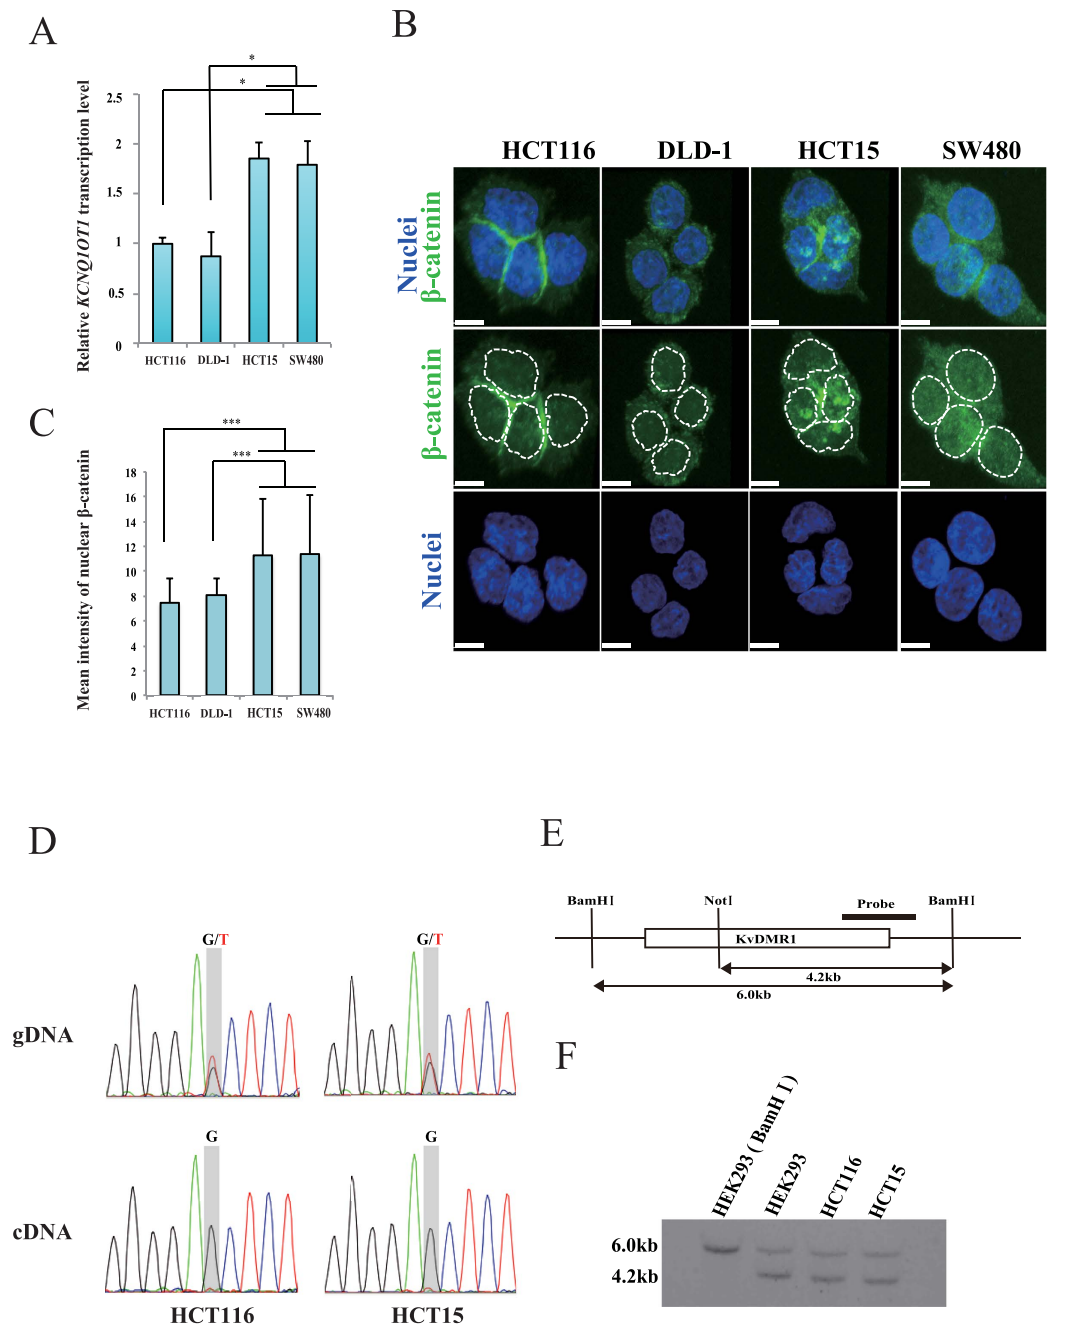 A
Relative KCNQ1OT1 transcription level
2.5
2
1.5
1
0.5
0
*
*
HCT116 DLD-1 HCT15 SW480
B
HCT116 DLD-1 HCT15 SW480
Nuclei
β-catenin
β-catenin
Nuclei
C
Mean intensity of nuclear β-catenin
18
16
14
12
10
8
6
4
2
0
***
***
HCT116 DLD-1 HCT15 SW480
D
G/T G/T
gDNA
G G
cDNA
HCT116 HCT15
E
BamHI NotI Probe BamHI
KvDMR1
4.2kb
6.0kb
F
HEK293 ( BamH I )
HEK293
HCT116
HCT15
6.0kb
4.2kb